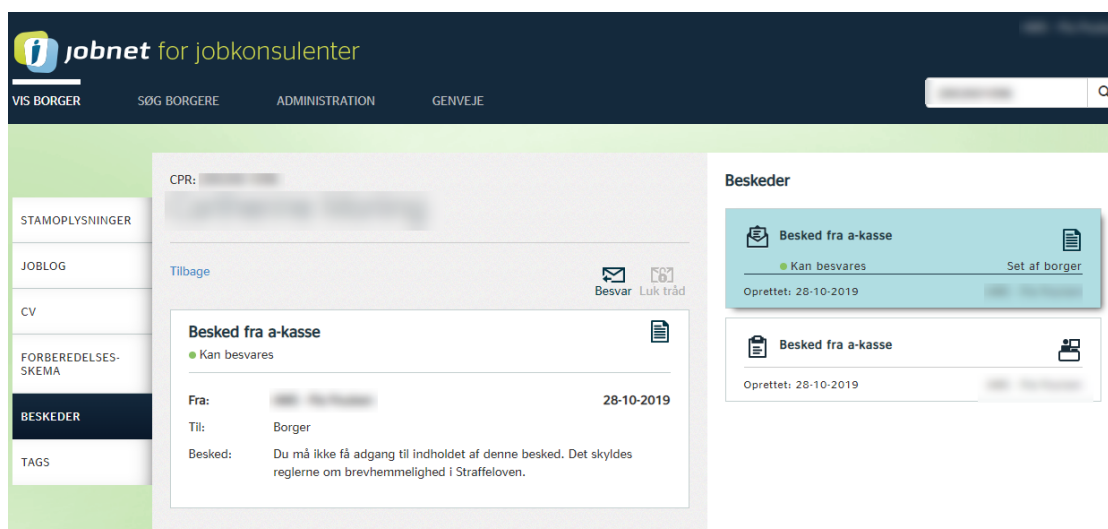 jobnet for jobkonsulenter
VIS BORGER
SØG BORGERE
ADMINISTRATION
GENVEJE
STAMOPLYSNINGER
JOBLOG
CV
FORBEREDELSES-
SKEMA
BESKEDER
TAGS
CPR:
Tilbage
Besvar
Luk tråd
Besked fra a-kasse
Kan besvares
Fra:
28-10-2019
Til:
Borger
Besked:
Du må ikke få adgang til indholdet af denne besked. Det skyldes
reglerne om brevhemmelighed i Straffeloven.
Beskeder
Besked fra a-kasse
Kan besvares
Set af borger
Oprettet: 28-10-2019
Besked fra a-kasse
Oprettet: 28-10-2019